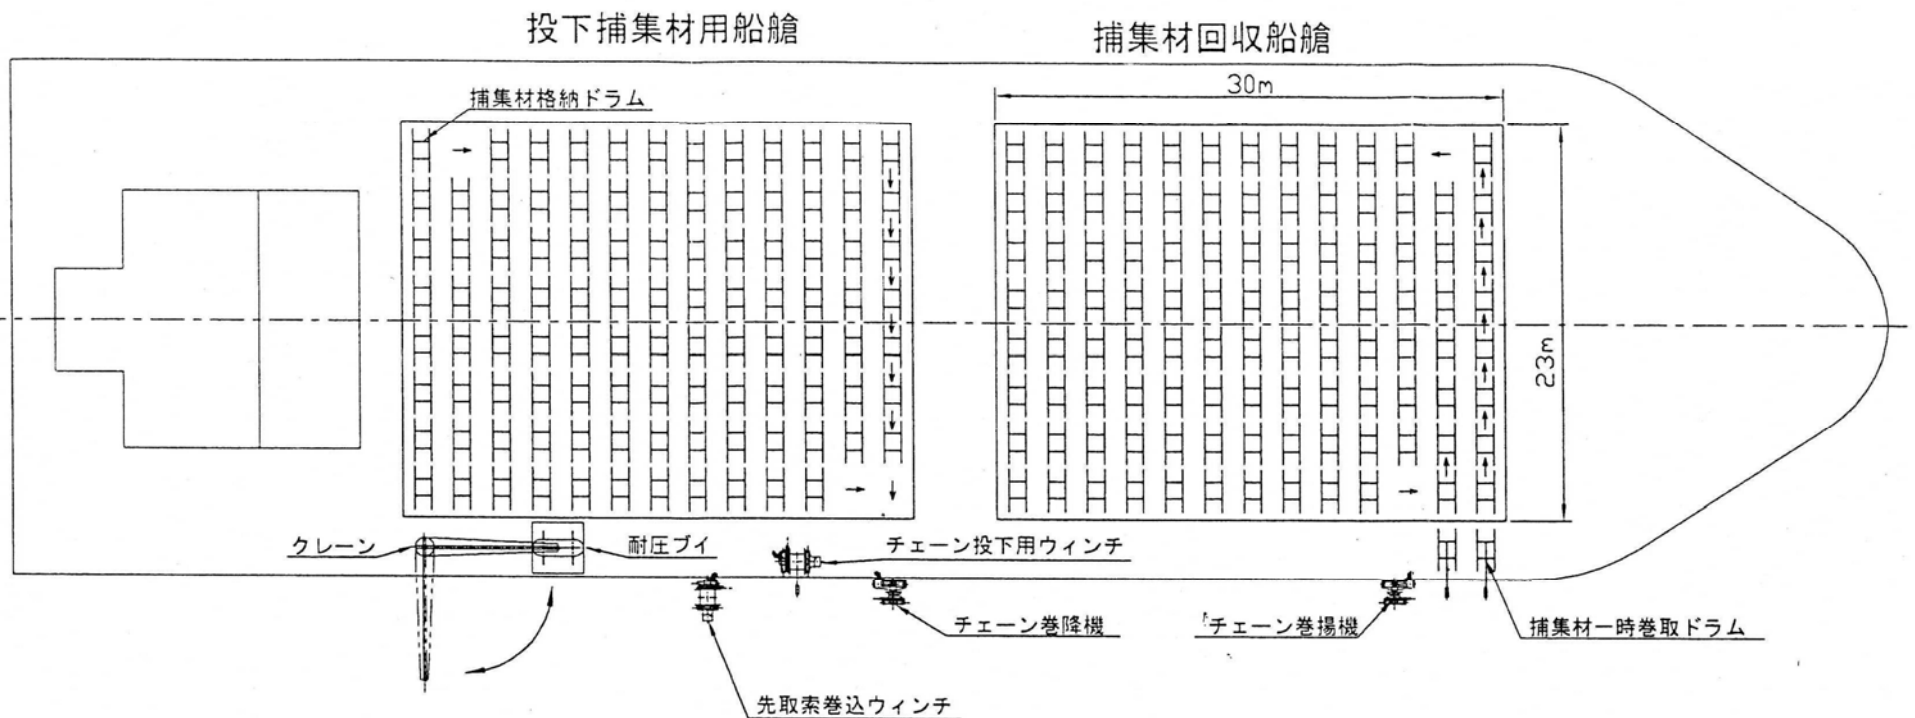 投下捕集材用船艙
捕集材回収船艙
30m
捕集材格納ドラム
23m
クレーン
耐圧ブイ
チェーン投下用ウィンチ
チェーン巻降機
チェーン巻揚機
捕集材一時巻取ドラム
先取索巻込ウィンチ